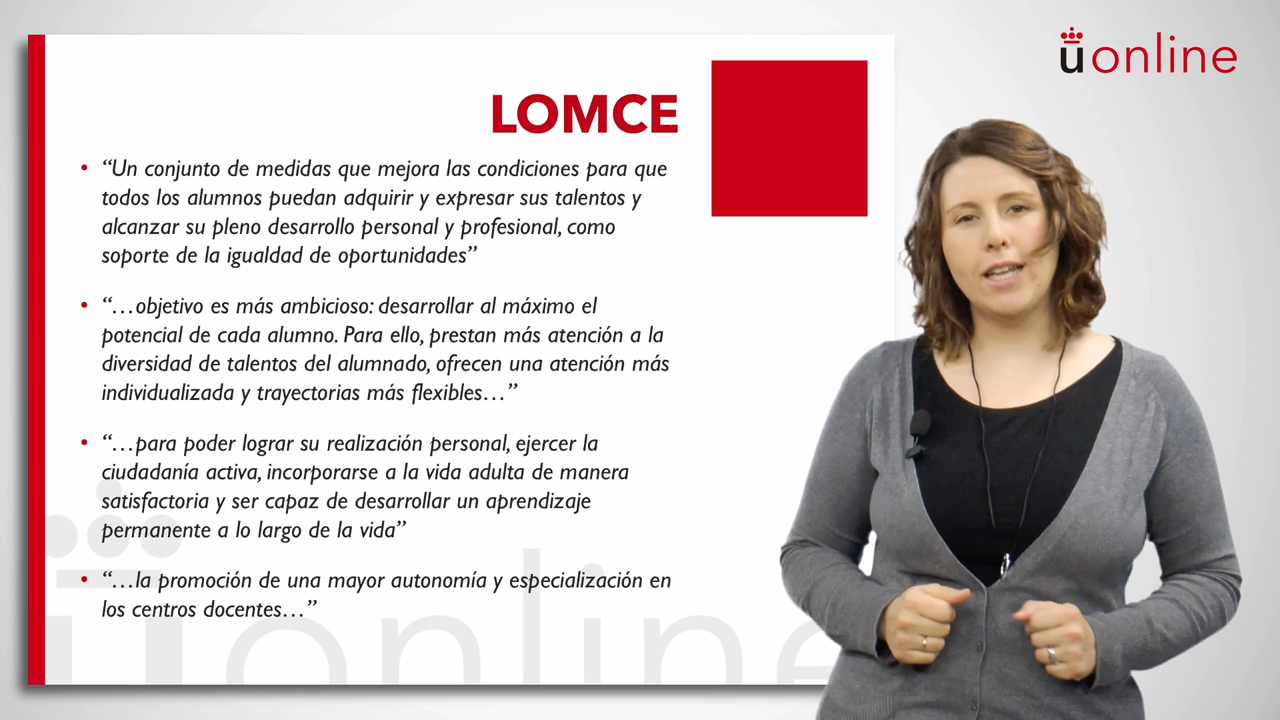 ü online
LOMCE
• “Un conjunto de medidas que mejora las condiciones para que
todos los alumnos puedan adquirir y expresar sus talentos y
alcanzar su pleno desarrollo personal y profesional, como
soporte de la igualdad de oportunidades”
• “…objetivo es más ambicioso: desarrollar al máximo el
potencial de cada alumno. Para ello, prestan más atención a la
diversidad de talentos del alumnado, ofrecen una atención más
individualizada y trayectorias más flexibles…”
• “…para poder lograr su realización personal, ejercer la
ciudadanía activa, incorporarse a la vida adulta de manera
satisfactoria y ser capaz de desarrollar un aprendizaje
permanente a lo largo de la vida”
• “…la promoción de una mayor autonomía y especialización en
los centros docentes…”
ü online